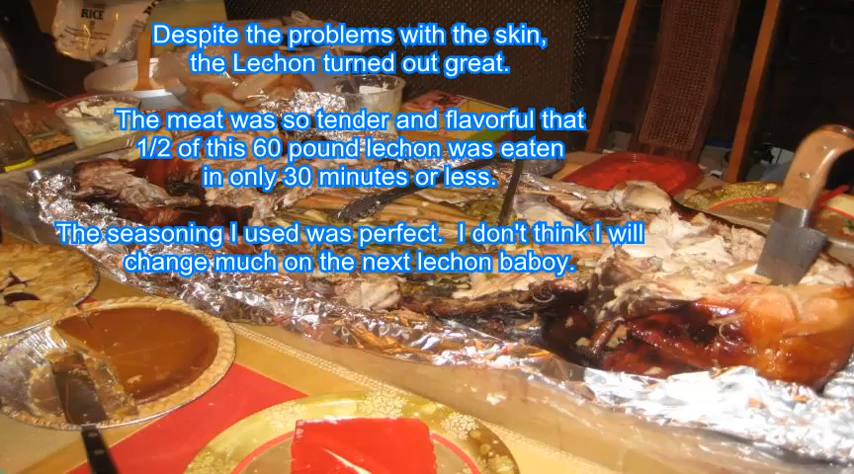 RICE
Despite the problems with the skin,
the Lechon turned out great.
The meat was so tender and flavorful that
1/2 of this 60 pound lechon was eaten
in only 30 minutes or less.
The seasoning I used was perfect.  I don't think I will
change much on the next lechon baboy.